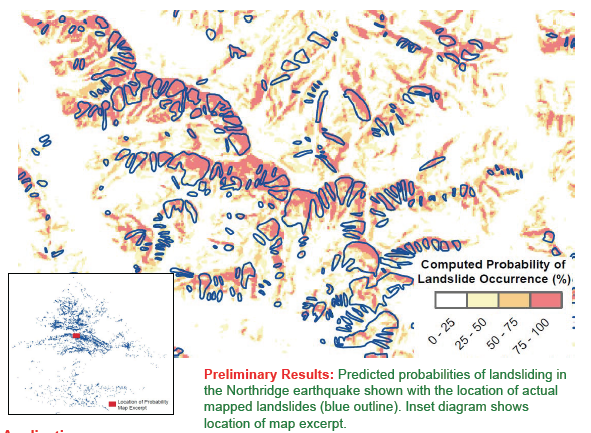 Computed Probability of
Landslide Occurrence (%)
0 - 25
25 - 50
50 - 75
75 - 100
Location of Probability
Map Excerpt
Preliminary Results: Predicted probabilities of landsliding in
the Northridge earthquake shown with the location of actual
mapped landslides (blue outline). Inset diagram shows
location of map excerpt.